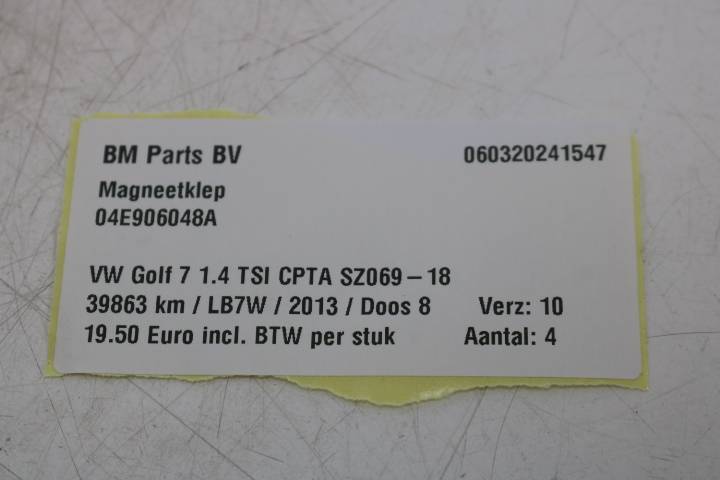 BM Parts BV 060320241547
Magneetklep
04E906048A
VW Golf 7 1.4 TSI CPTA SZ069-18
39863 km / LB7W / 2013 / Doos 8 Verz: 10
19.50 Euro incl. BTW per stuk Aantal: 4